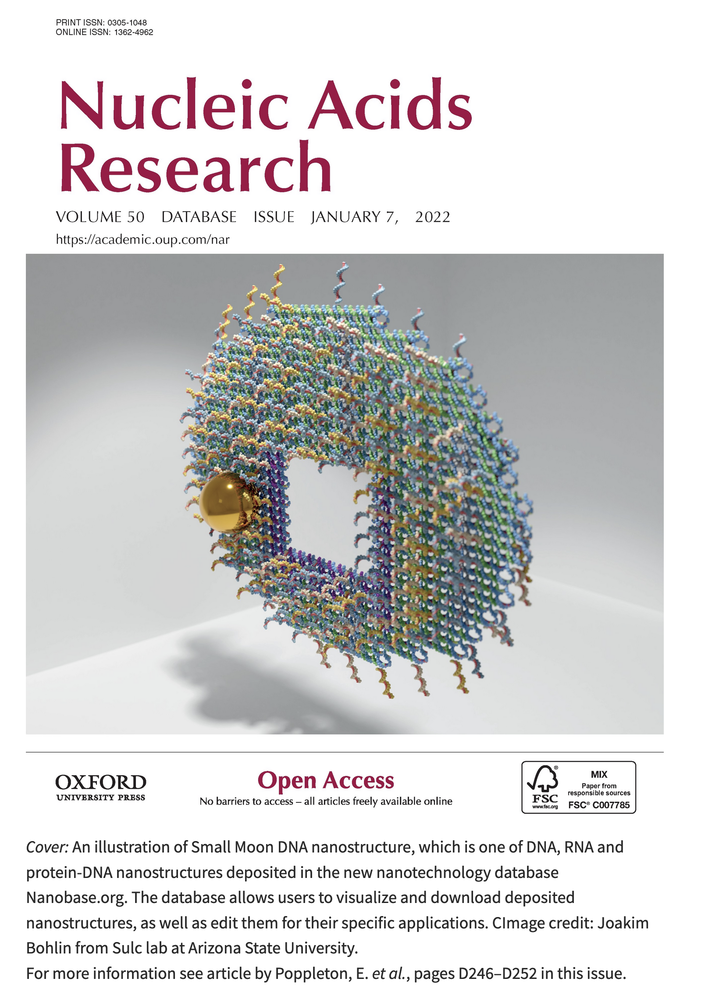 PRINT ISSN: 0305-1048
ONLINE ISSN: 1362-4962
Nucleic Acids
Research
VOLUME 50 DATABASE ISSUE JANUARY 7, 2022
https://academic.oup.com/nar
OXFORD
UNIVERSITY PRESS
Open Access
No barriers to access – all articles freely available online
®
FSC
www.fsc.org
MIX
Paper from
responsible sources
FSC® C007785
Cover: An illustration of Small Moon DNA nanostructure, which is one of DNA, RNA and
protein-DNA nanostructures deposited in the new nanotechnology database
Nanobase.org. The database allows users to visualize and download deposited
nanostructures, as well as edit them for their specific applications. CImage credit: Joakim
Bohlin from Sulc lab at Arizona State University.
For more information see article by Poppleton, E. et al., pages D246–D252 in this issue.